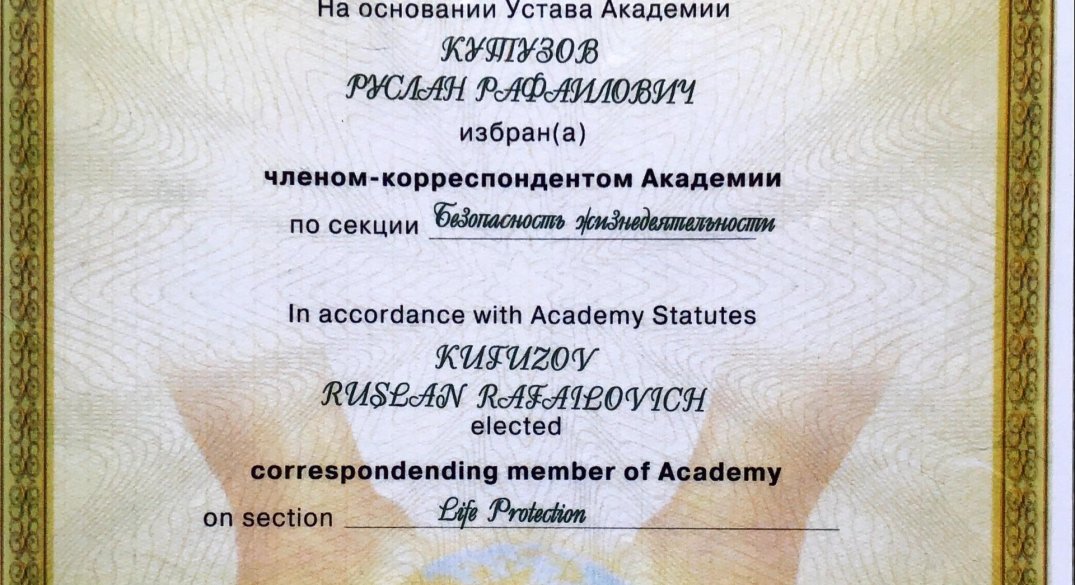 На основании Устава Академии
КУТУЗОВ
РУСЛАН РАФАИЛОВИЧ
избран(а)
членом-корреспондентом Академии
по секции Безопасность жизнедеятельности
In accordance with Academy Statutes
KUTUZOV
RUSLAN RAFAILOVICH
elected
correspondending member of Academy
on section Life Protection